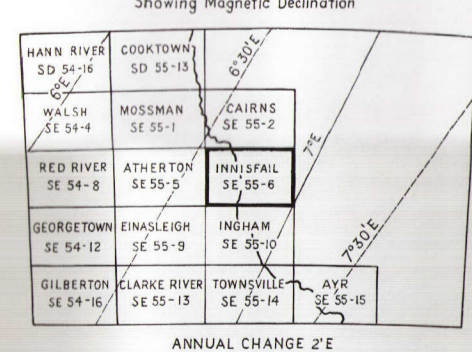 Showing Magnetic Declination
HANN RIVER
SD 54-16
COOKTOWN
SD 55-13
6°E
6°30'E
WALSH
SE 54-4
MOSSMAN
SE 55-1
CAIRNS
SE 55-2
7°E
RED RIVER
SE 54-8
ATHERTON
SE 55-5
INNISFAIL
SE 55-6
GEORGETOWN
SE 54-12
EINASLEIGH
SE 55-9
INGHAM
SE 55-10
7°30'E
GILBERTON
SE 54-16
CLARKE RIVER
SE 55-13
TOWNSVILLE
SE 55-14
AYR
SE 55-15
ANNUAL CHANGE 2'E